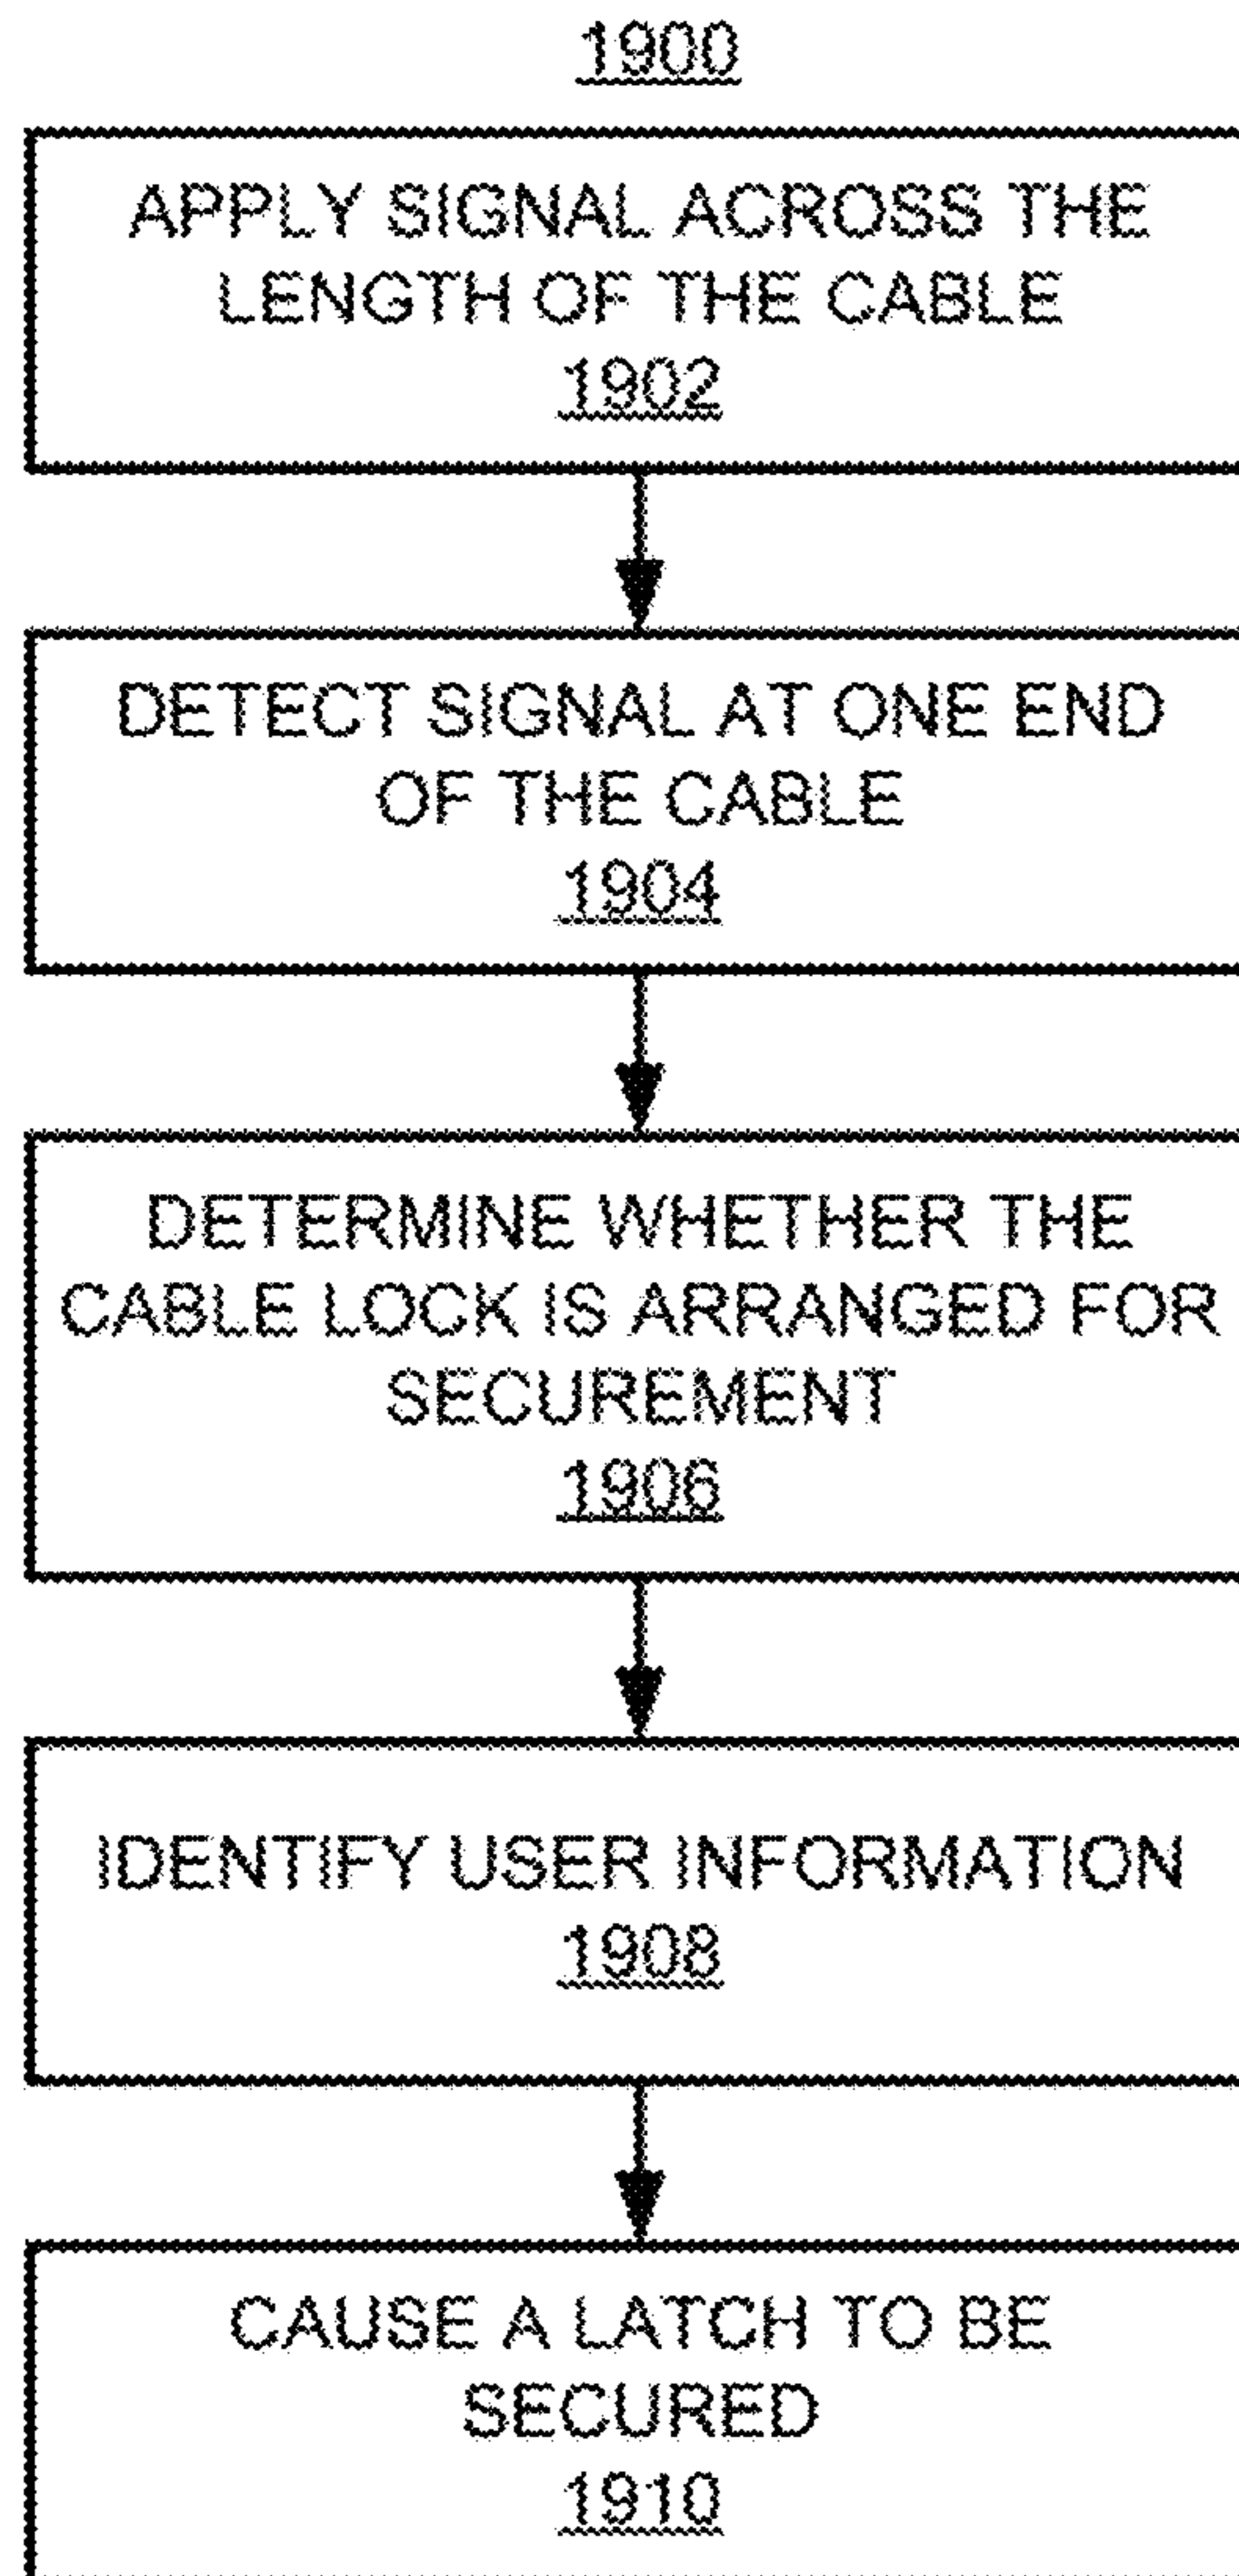 1900
APPLY SIGNAL ACROSS THE
LENGTH OF THE CABLE
1902
DETECT SIGNAL AT ONE END
OF THE CABLE
1904
DETERMINE WHETHER THE
CABLE LOCK IS ARRANGED FOR
SECUREMENT
1906
IDENTIFY USER INFORMATION
1908
CAUSE A LATCH TO BE
SECURED
1910